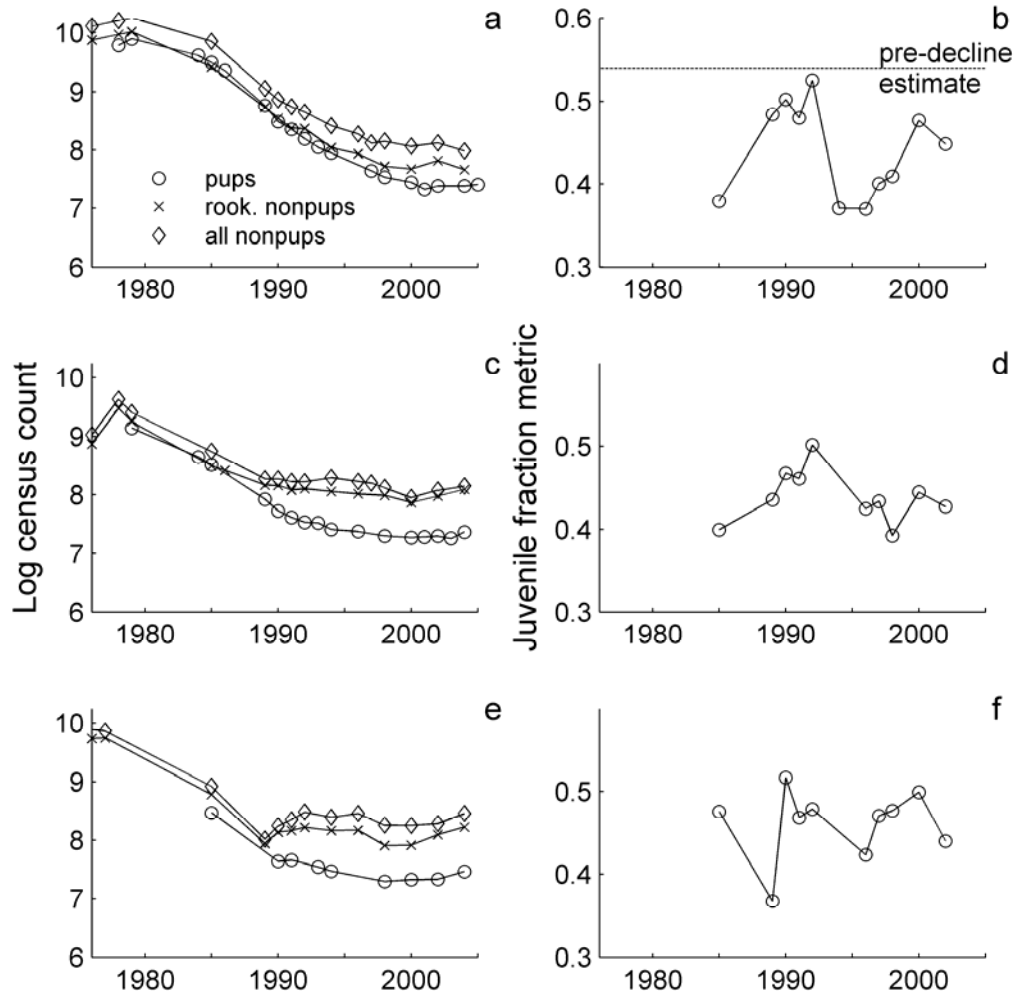 a
10
9
8
7
6
pups
rook. nonpups
all nonpups
1980 1990 2000
b
0.6
0.5
0.4
0.3
pre-decline
estimate
1980 1990 2000
Log census count
c
10
9
8
7
6
1980 1990 2000
Juvenile fraction metric
d
0.5
0.4
0.3
1980 1990 2000
e
10
9
8
7
6
1980 1990 2000
f
0.5
0.4
0.3
1980 1990 2000